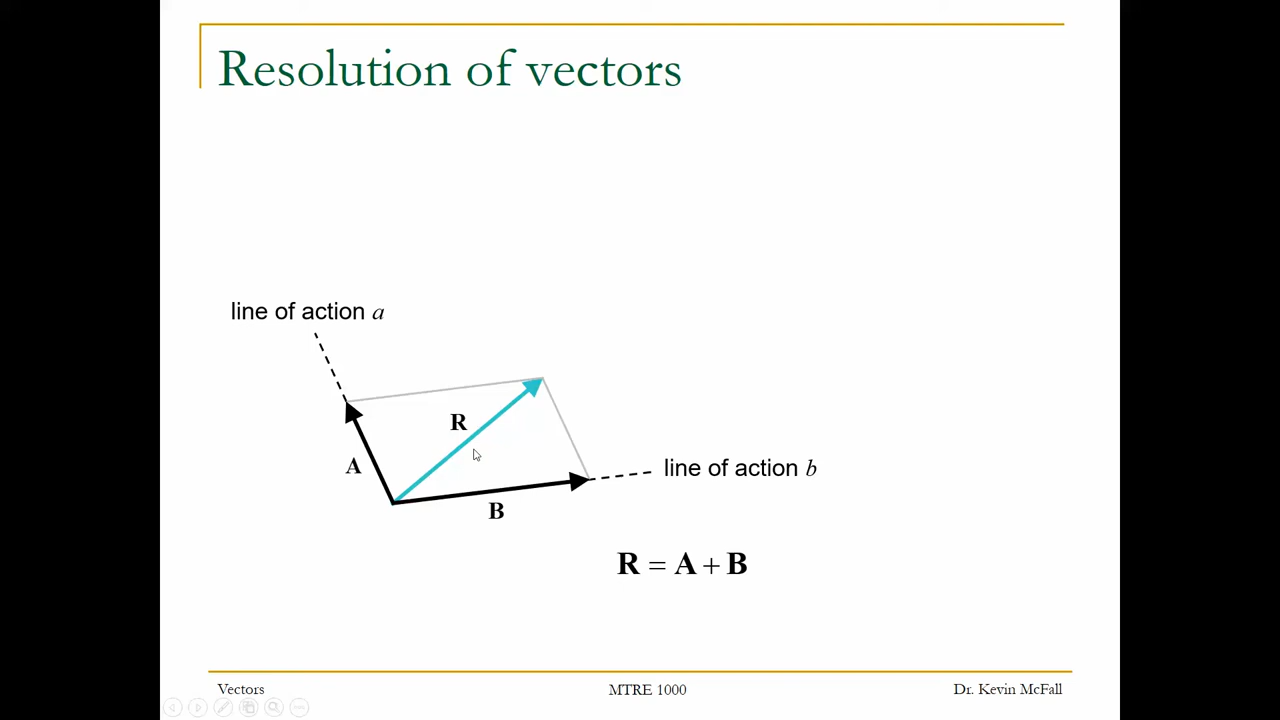 Resolution of vectors
line of action a
R
A
line of action b
B
R = A + B
Vectors
MTRE 1000
Dr. Kevin McFall